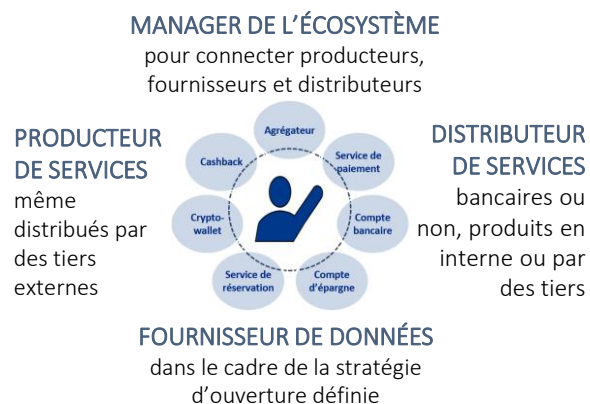 MANAGER DE L'ÉCOSYSTÈME
pour connecter producteurs,
fournisseurs et distributeurs
PRODUCTEUR
DE SERVICES
même
distribués par
des tiers
externes
Agrégateur
Cashback
Service de
paiement
Crypto-
wallet
Compte
bancaire
Service de
réservation
Compte
d'épargne
DISTRIBUTEUR
DE SERVICES
bancaires ou
non, produits en
interne ou par
des tiers
FOURNISSEUR DE DONNÉES
dans le cadre de la stratégie
d'ouverture définie